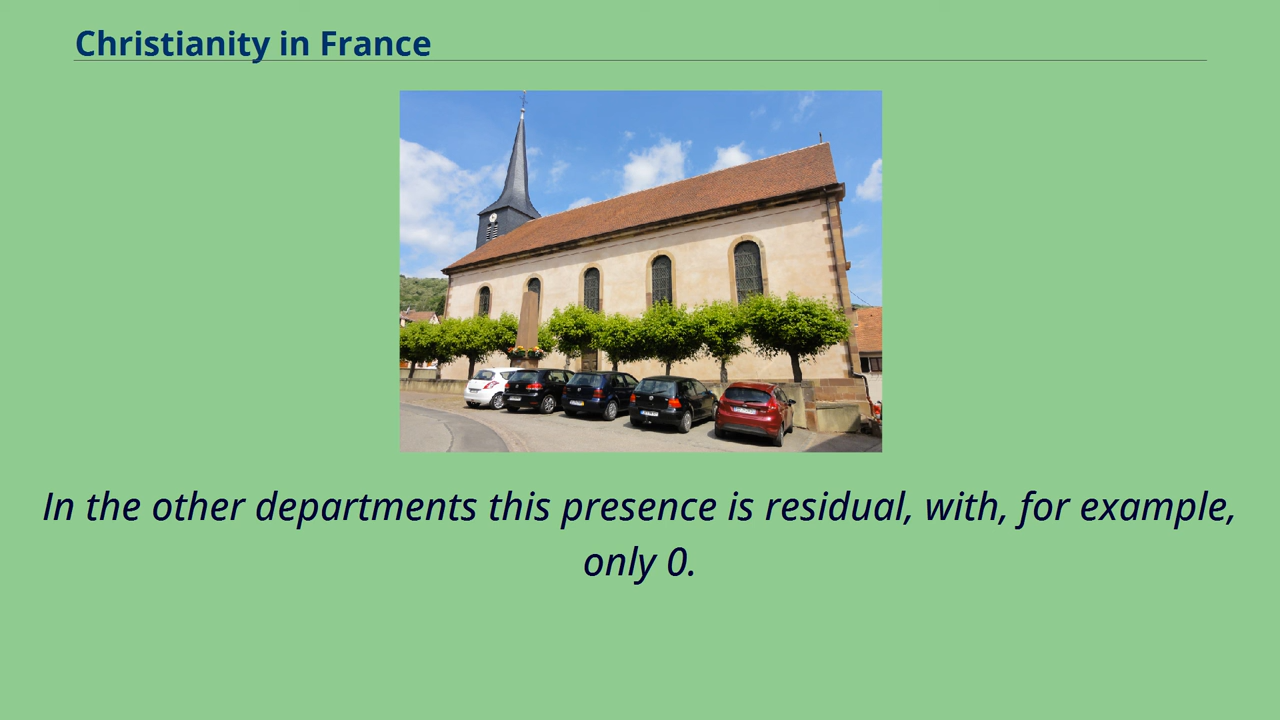 Christianity in France
In the other departments this presence is residual, with, for example,
only 0.